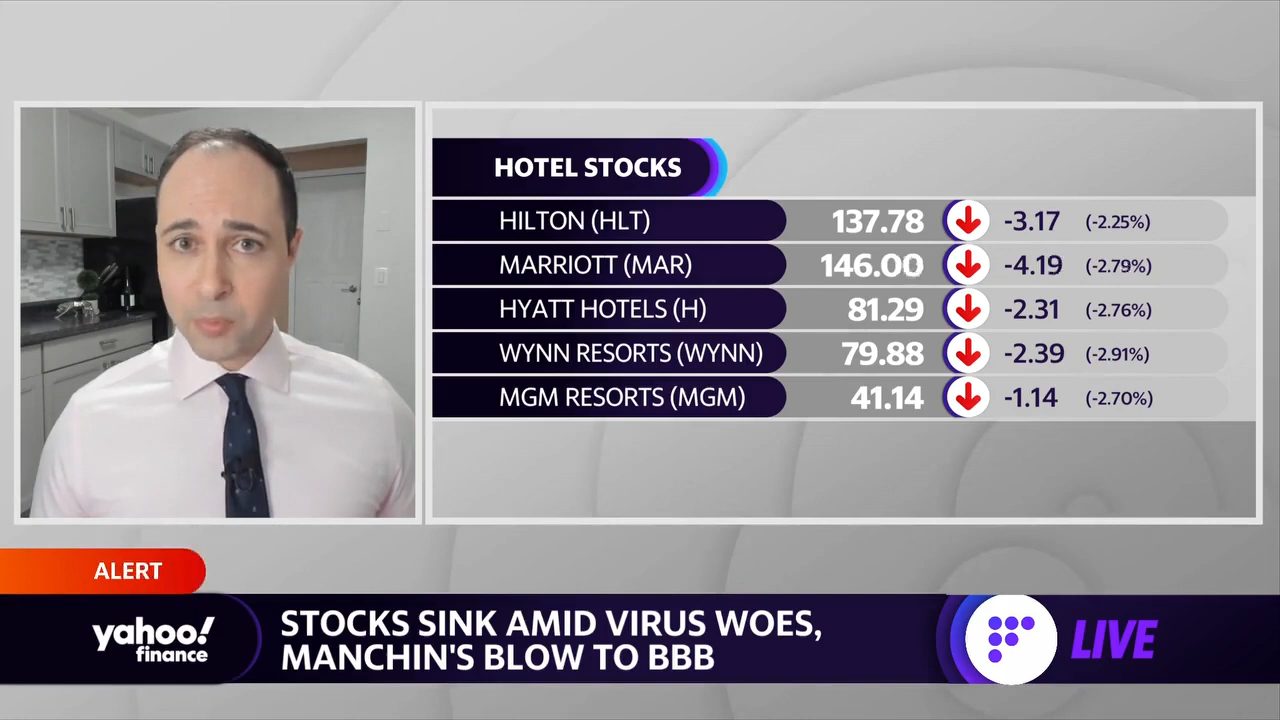 HOTEL STOCKS
HILTON (HLT) 137.78 -3.17 (-2.25%)
MARRIOTT (MAR) 146.00 -4.19 (-2.79%)
HYATT HOTELS (H) 81.29 -2.31 (-2.76%)
WYNN RESORTS (WYNN) 79.88 -2.39 (-2.91%)
MGM RESORTS (MGM) 41.14 -1.14 (-2.70%)
ALERT
yahoo!
finance
STOCKS SINK AMID VIRUS WOES,
MANCHIN'S BLOW TO BBB
LIVE